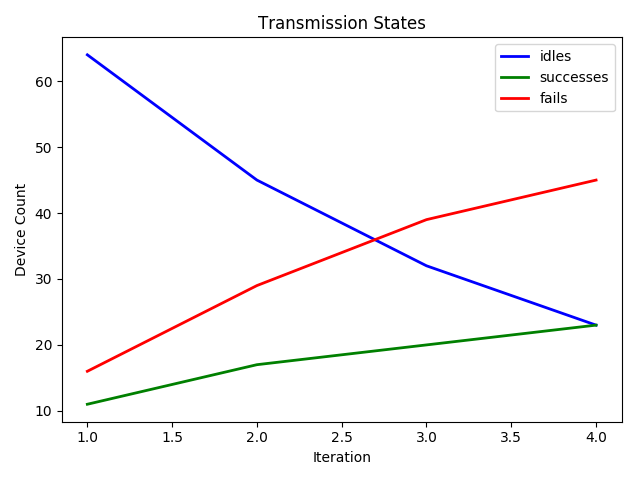 Transmission States
idles
successes
fails
Device Count
60
50
40
30
20
10
1.0 1.5 2.0 2.5 3.0 3.5 4.0
Iteration